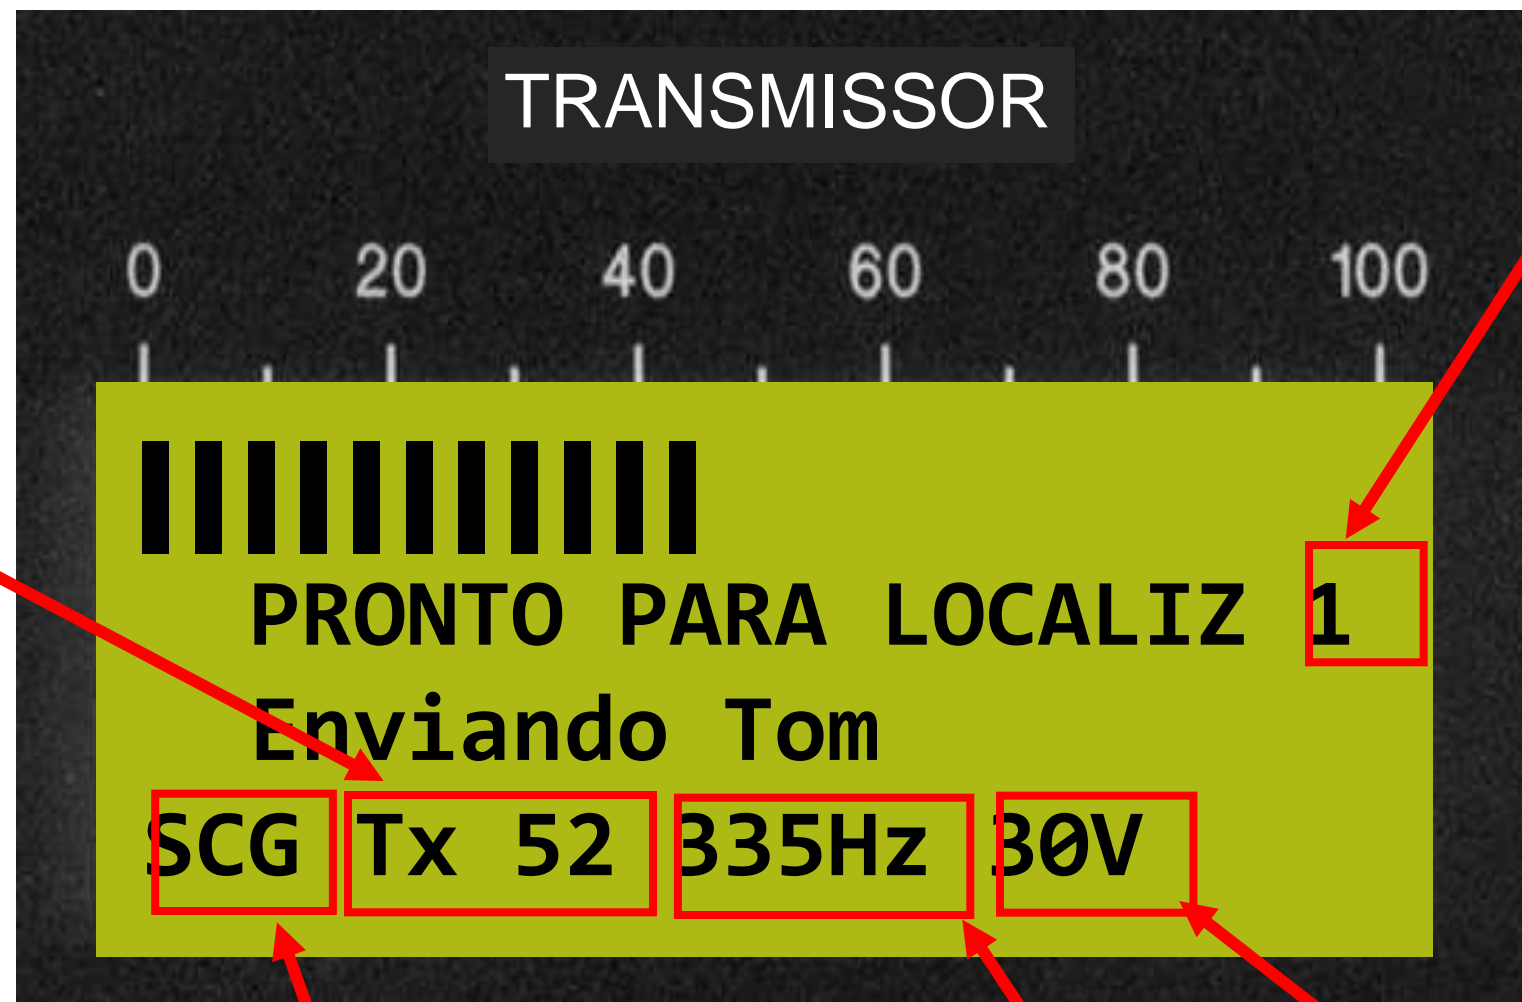 TRANSMISSOR
0 20 40 60 80 100
PRONTO PARA LOCALIZ 1
Enviando Tom
SCG Tx 52 335Hz 30V